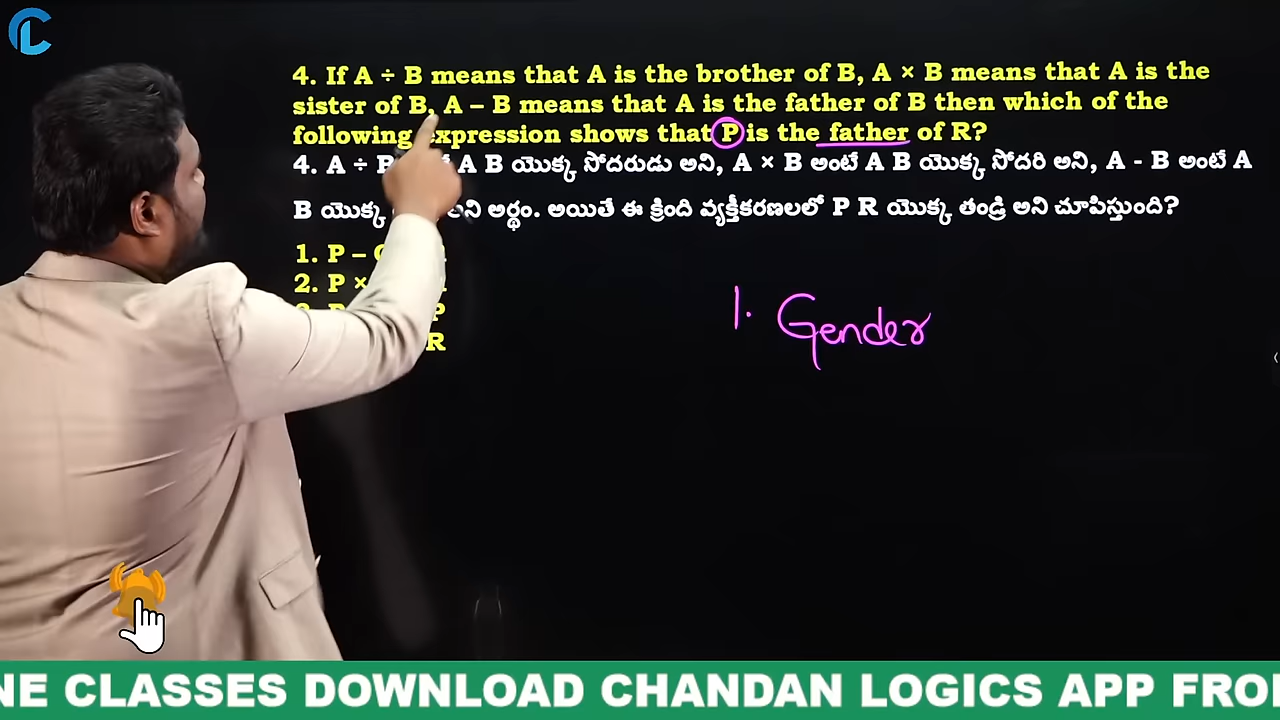 4. If A ÷ B means that A is the brother of B, A × B means that A is the
sister of B, A – B means that A is the father of B then which of the
following expression shows that P is the father of R?
4. A ÷ A B యొక్క సోదరుడు అని, A × B అంటే A B యొక్క సోదరి అని, A - B అంటే A
B యొక్క అని అర్థం. అయితే ఈ క్రింది వ్యక్తీకరణలలో P R యొక్క తండ్రి అని చూపిస్తుంది?
1. P –
2. P ×
P
R
1. Gender
NE CLASSES DOWNLOAD CHANDAN LOGICS APP FRO